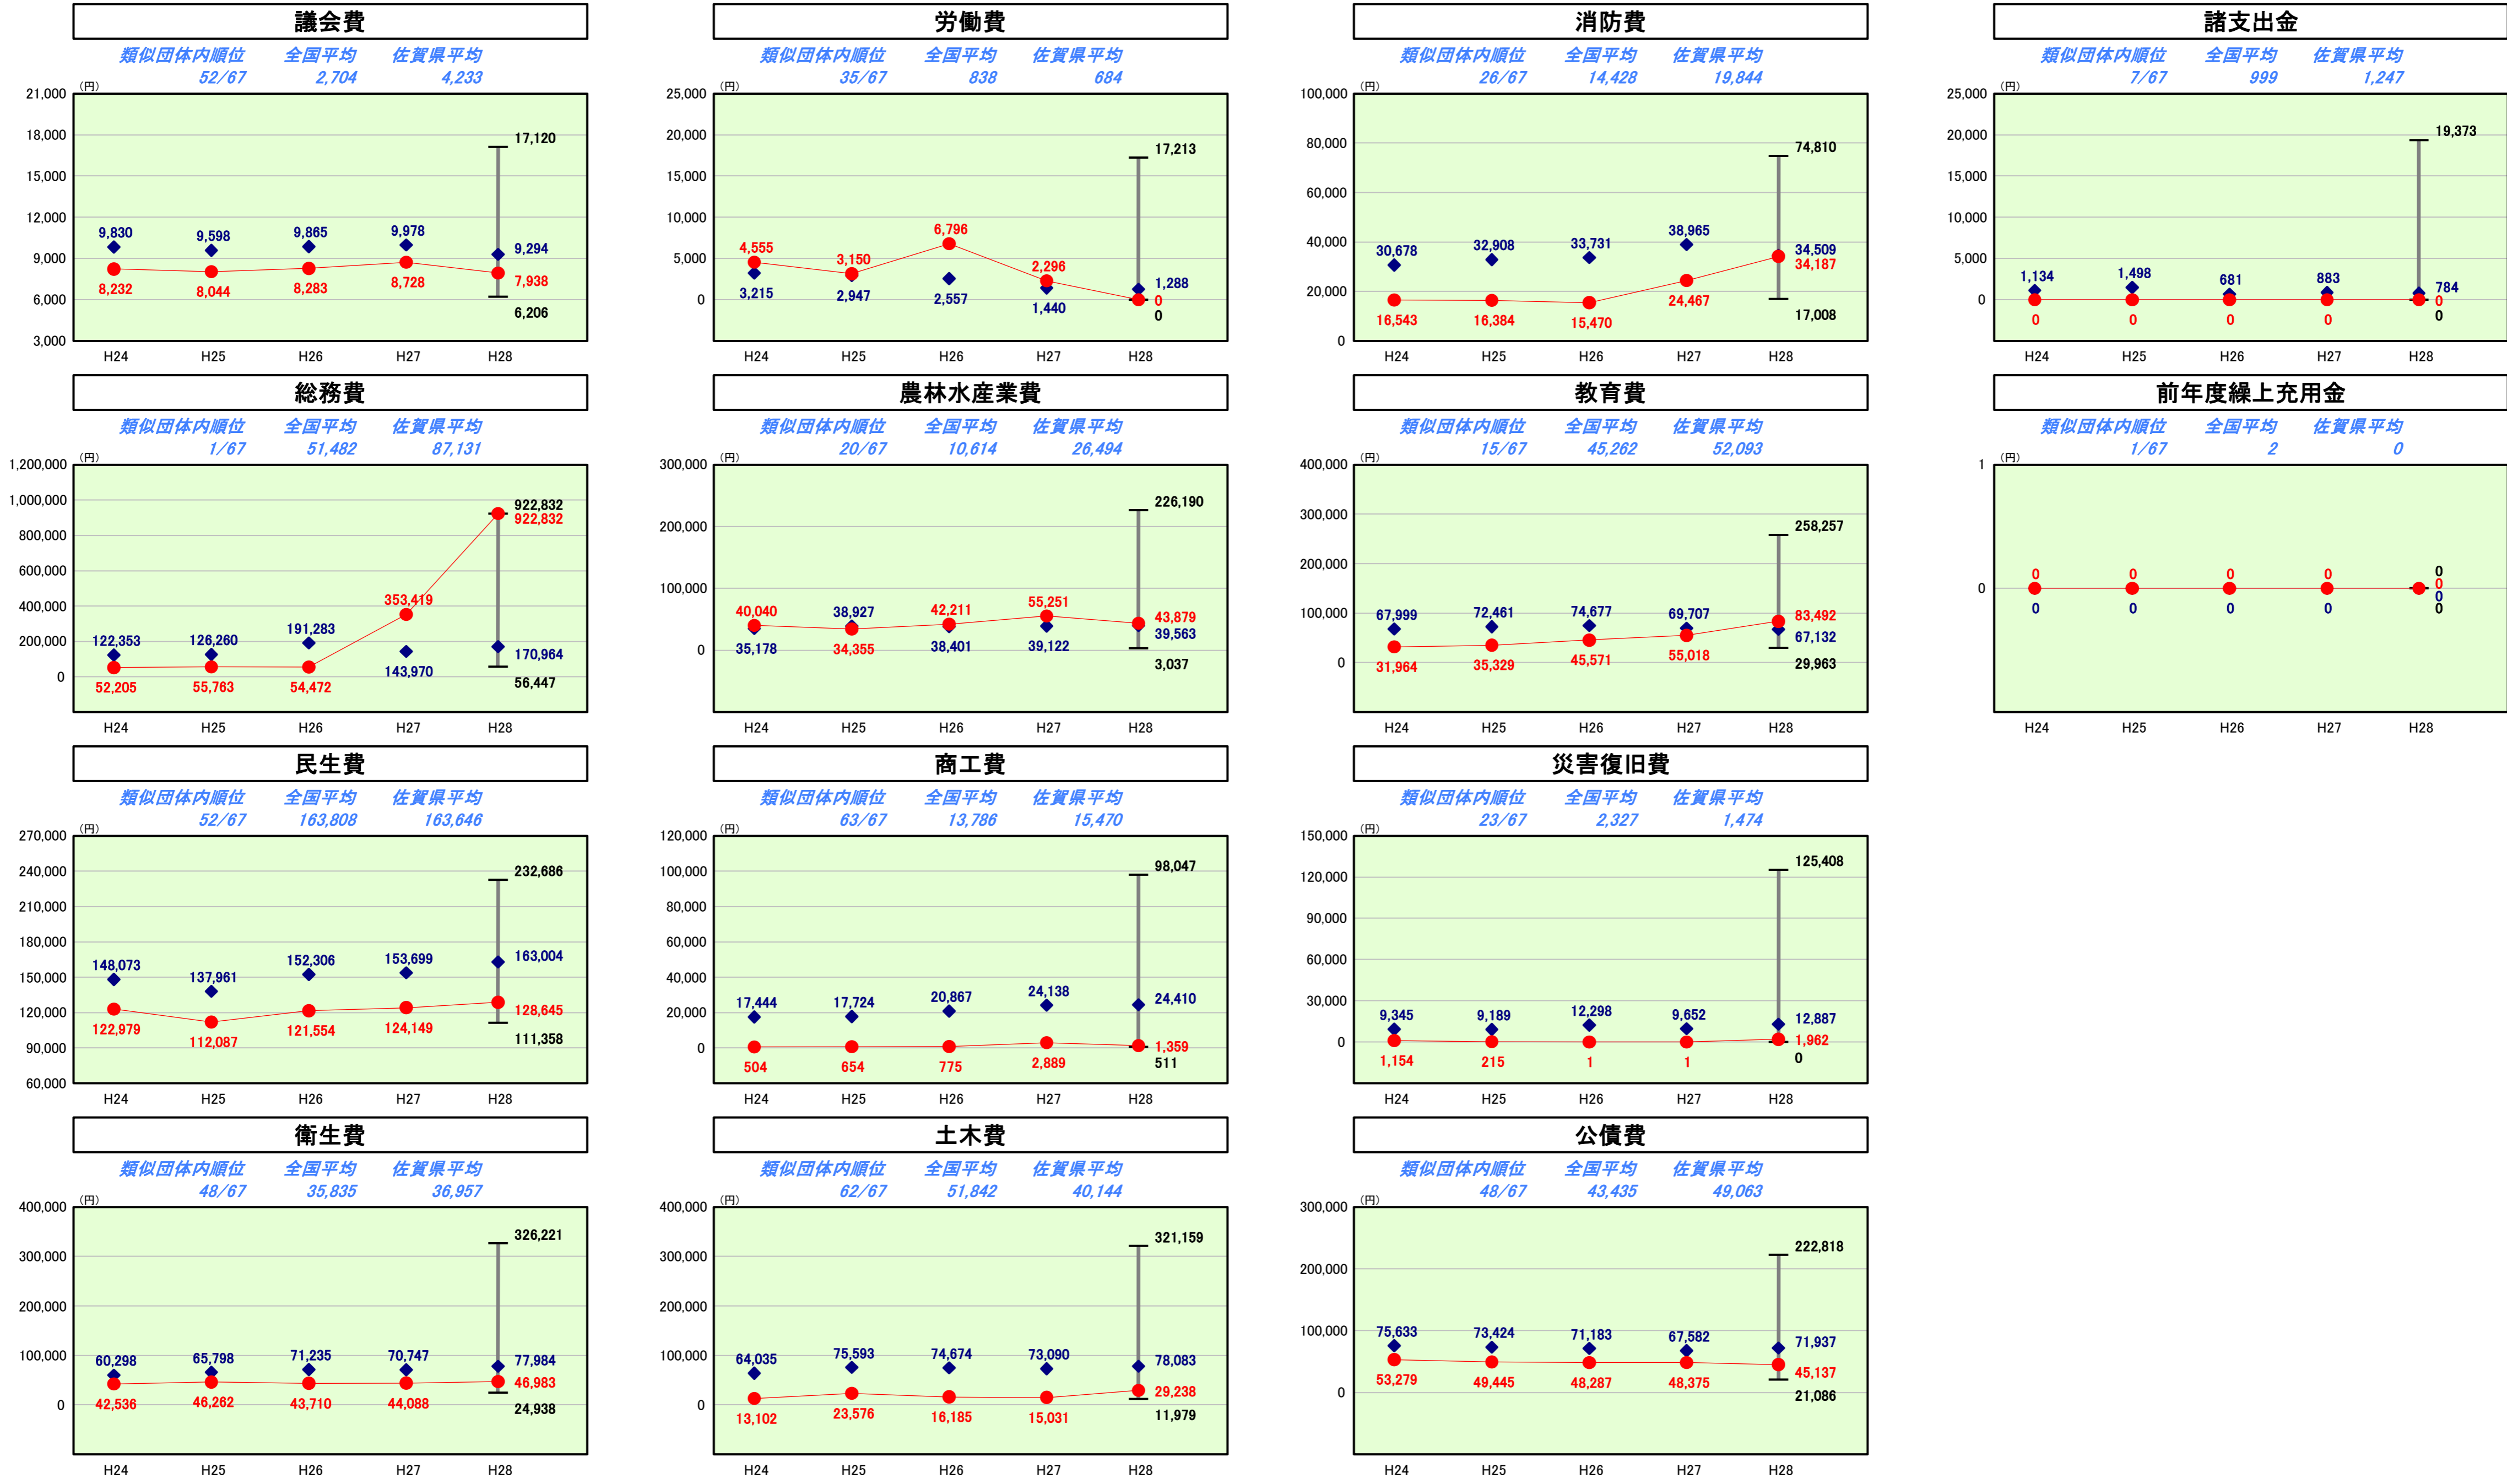 議会費
類似団体内順位 全国平均 佐賀県平均
52/67 2,704 4,233
(円)
21,000
18,000
15,000
12,000
9,000
6,000
3,000
17,120
9,830 9,598 9,865 9,978 9,294
8,232 8,044 8,283 8,728 7,938
6,206
H24 H25 H26 H27 H28
労働費
類似団体内順位 全国平均 佐賀県平均
35/67 838 684
(円)
25,000
20,000
15,000
10,000
5,000
0
17,213
4,555 3,150 6,796 2,296 0
3,215 2,947 2,557 1,440 1,288
0
H24 H25 H26 H27 H28
消防費
類似団体内順位 全国平均 佐賀県平均
26/67 14,428 19,844
(円)
100,000
80,000
60,000
40,000
20,000
0
74,810
30,678 32,908 33,731 38,965 34,509
16,543 16,384 15,470 24,467 34,187
17,008
H24 H25 H26 H27 H28
諸支出金
類似団体内順位 全国平均 佐賀県平均
7/67 999 1,247
(円)
25,000
20,000
15,000
10,000
5,000
0
19,373
1,134 1,498 681 883 784
0 0 0 0 0
0
H24 H25 H26 H27 H28
総務費
類似団体内順位 全国平均 佐賀県平均
1/67 51,482 87,131
(円)
1,200,000
1,000,000
800,000
600,000
400,000
200,000
0
922,832
922,832
353,419
122,353 126,260 191,283 143,970 170,964
52,205 55,763 54,472
56,447
H24 H25 H26 H27 H28
農林水産業費
類似団体内順位 全国平均 佐賀県平均
20/67 10,614 26,494
(円)
300,000
200,000
100,000
0
226,190
40,040 38,927 42,211 55,251 43,879
35,178 34,355 38,401 39,122 39,563
3,037
H24 H25 H26 H27 H28
教育費
類似団体内順位 全国平均 佐賀県平均
15/67 45,262 52,093
(円)
400,000
300,000
200,000
100,000
0
258,257
67,999 72,461 74,677 69,707 83,492
31,964 35,329 45,571 55,018 67,132
29,963
H24 H25 H26 H27 H28
前年度繰上充用金
類似団体内順位 全国平均 佐賀県平均
1/67 2 0
(円)
1
0
0
0 0 0 0 0
0 0 0 0 0
0
H24 H25 H26 H27 H28
民生費
類似団体内順位 全国平均 佐賀県平均
52/67 163,808 163,646
(円)
270,000
240,000
210,000
180,000
150,000
120,000
90,000
60,000
232,686
148,073 137,961 152,306 153,699 163,004
122,979 112,087 121,554 124,149 128,645
111,358
H24 H25 H26 H27 H28
商工費
類似団体内順位 全国平均 佐賀県平均
63/67 13,786 15,470
(円)
120,000
100,000
80,000
60,000
40,000
20,000
0
98,047
17,444 17,724 20,867 24,138 24,410
504 654 775 2,889 1,359
511
H24 H25 H26 H27 H28
災害復旧費
類似団体内順位 全国平均 佐賀県平均
23/67 2,327 1,474
(円)
150,000
120,000
90,000
60,000
30,000
0
125,408
9,345 9,189 12,298 9,652 12,887
1,154 215 1 1 1,962
0
H24 H25 H26 H27 H28
衛生費
類似団体内順位 全国平均 佐賀県平均
48/67 35,835 36,957
(円)
400,000
300,000
200,000
100,000
0
326,221
60,298 65,798 71,235 70,747 77,984
42,536 46,262 43,710 44,088 46,983
24,938
H24 H25 H26 H27 H28
土木費
類似団体内順位 全国平均 佐賀県平均
62/67 51,842 40,144
(円)
400,000
300,000
200,000
100,000
0
321,159
64,035 75,593 74,674 73,090 78,083
13,102 23,576 16,185 15,031 29,238
11,979
H24 H25 H26 H27 H28
公債費
類似団体内順位 全国平均 佐賀県平均
48/67 43,435 49,063
(円)
300,000
200,000
100,000
0
222,818
75,633 73,424 71,183 67,582 71,937
53,279 49,445 48,287 48,375 45,137
21,086
H24 H25 H26 H27 H28